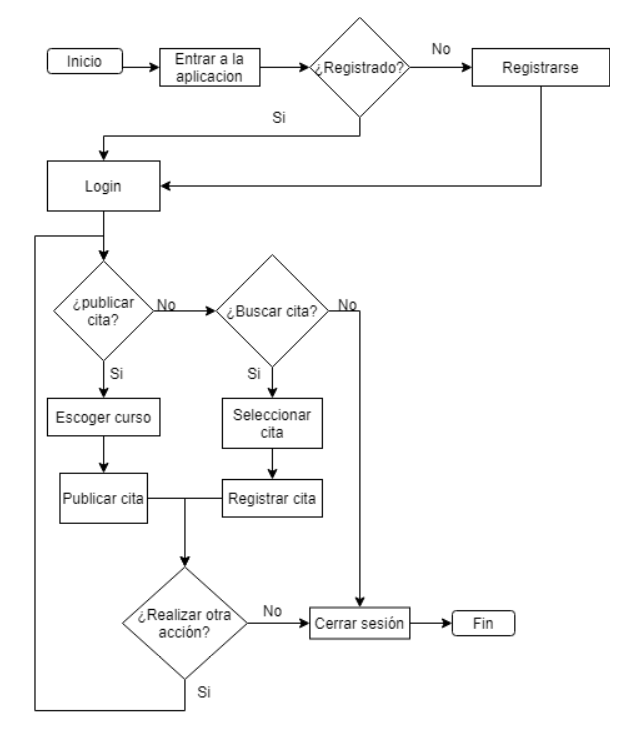 Inicio
Entrar a la
aplicacion
¿Registrado?
No
Registrarse
Si
Login
¿publicar
cita?
No
¿Buscar cita?
No
Si
Si
Escoger curso
Seleccionar
cita
Publicar cita
Registrar cita
¿Realizar otra
acción?
No
Cerrar sesión
Fin
Si